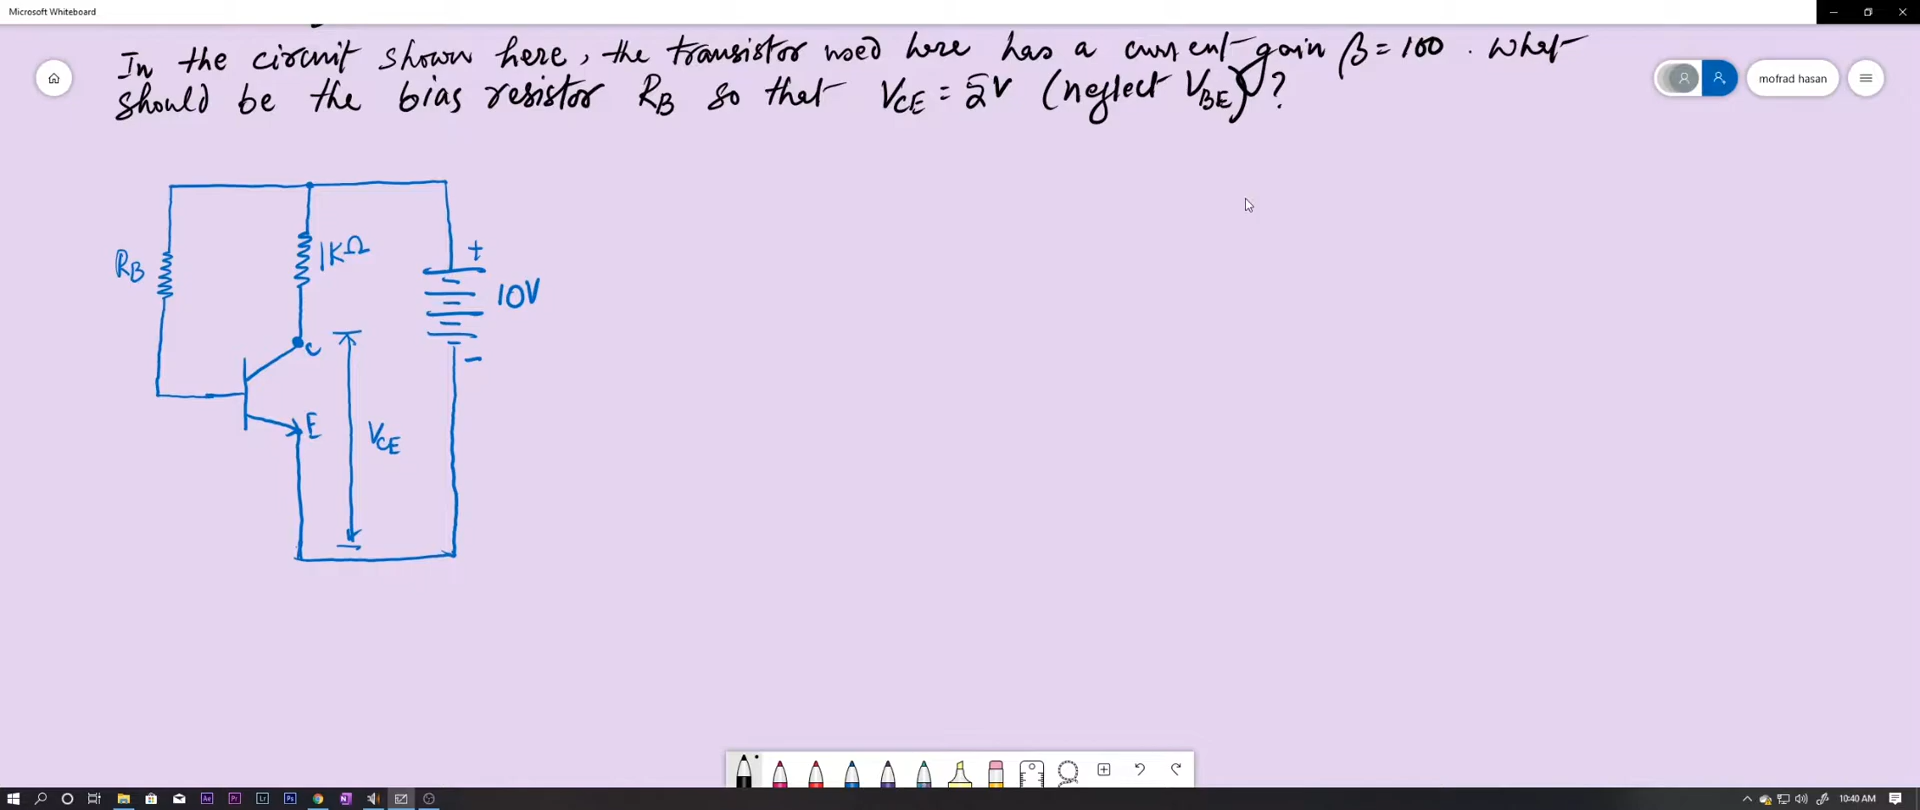 Microsoft Whiteboard
In the circuit shown here, the transistor used here has a current gain β = 100 . What
should be the bias resistor RB so that VCE = V (neglect VBE) ?
mofrad hasan
RB
1KΩ
+
10V
-
C
E
VCE
10:40 AM